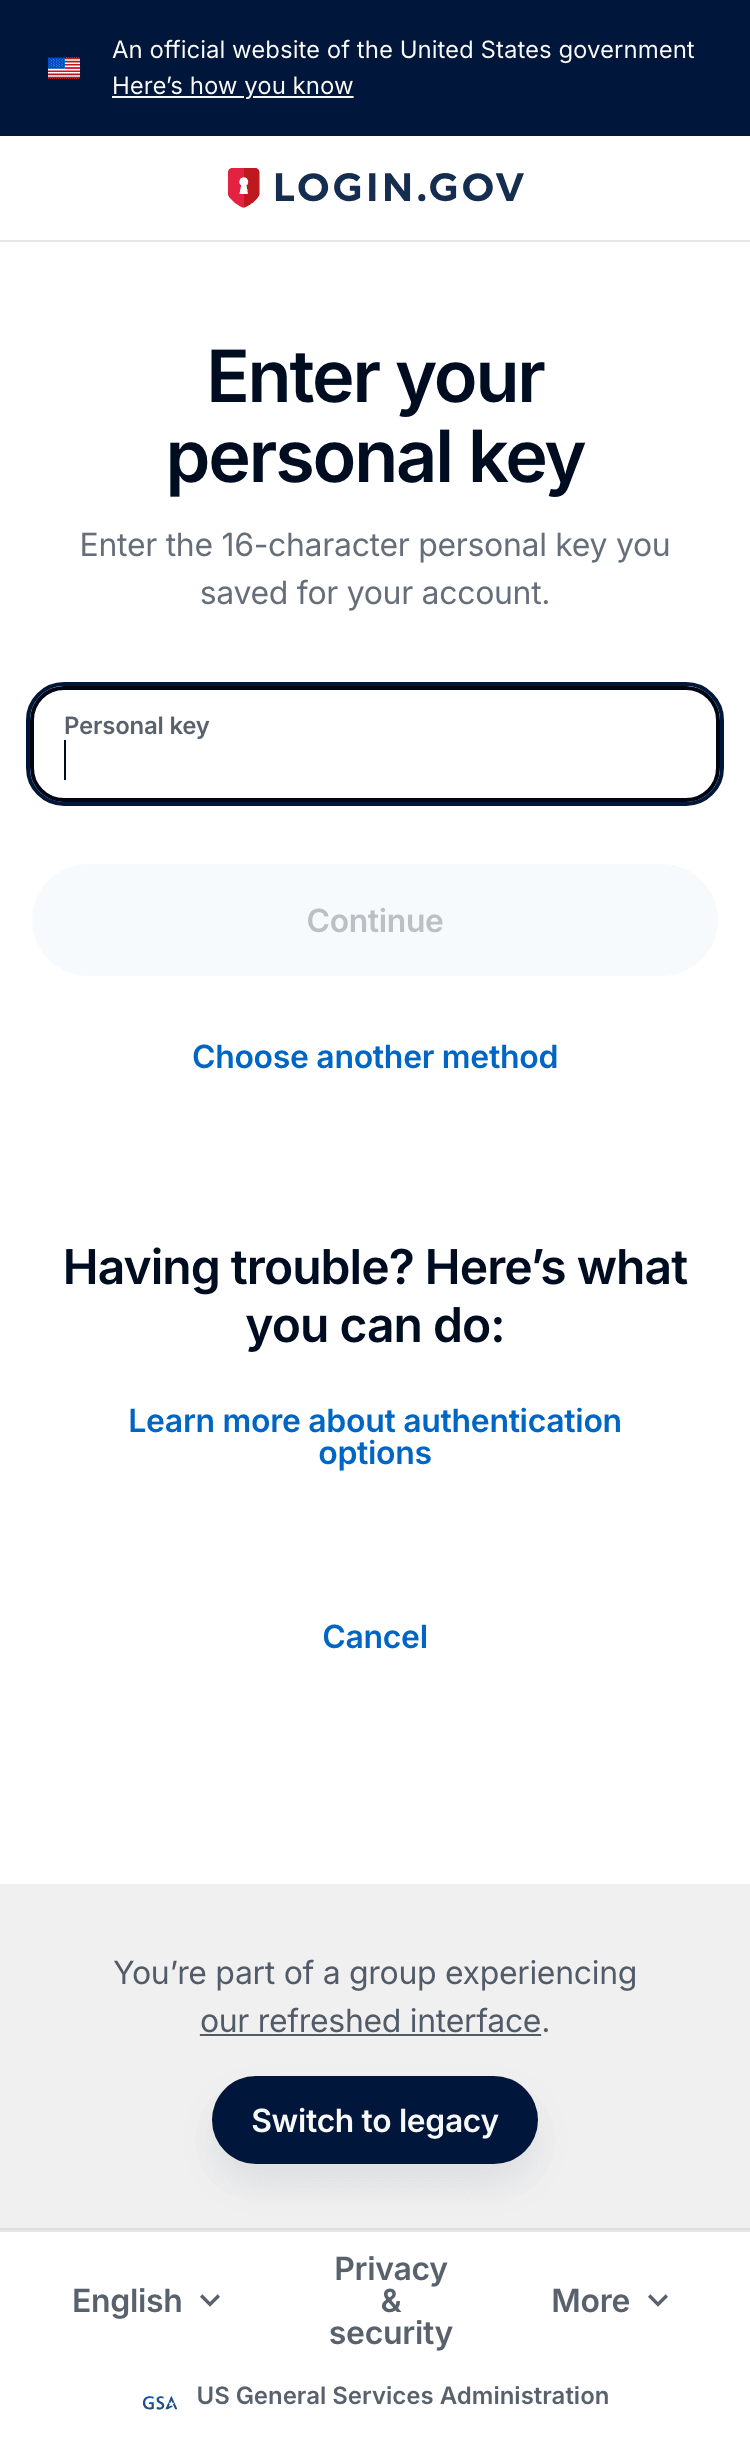 An official website of the United States government
Here’s how you know
LOGIN.GOV
Enter your
personal key
Enter the 16-character personal key you
saved for your account.
Personal key
Continue
Choose another method
Having trouble? Here’s what
you can do:
Learn more about authentication
options
Cancel
You’re part of a group experiencing
our refreshed interface.
Switch to legacy
English
Privacy
&
security
More
GSA US General Services Administration